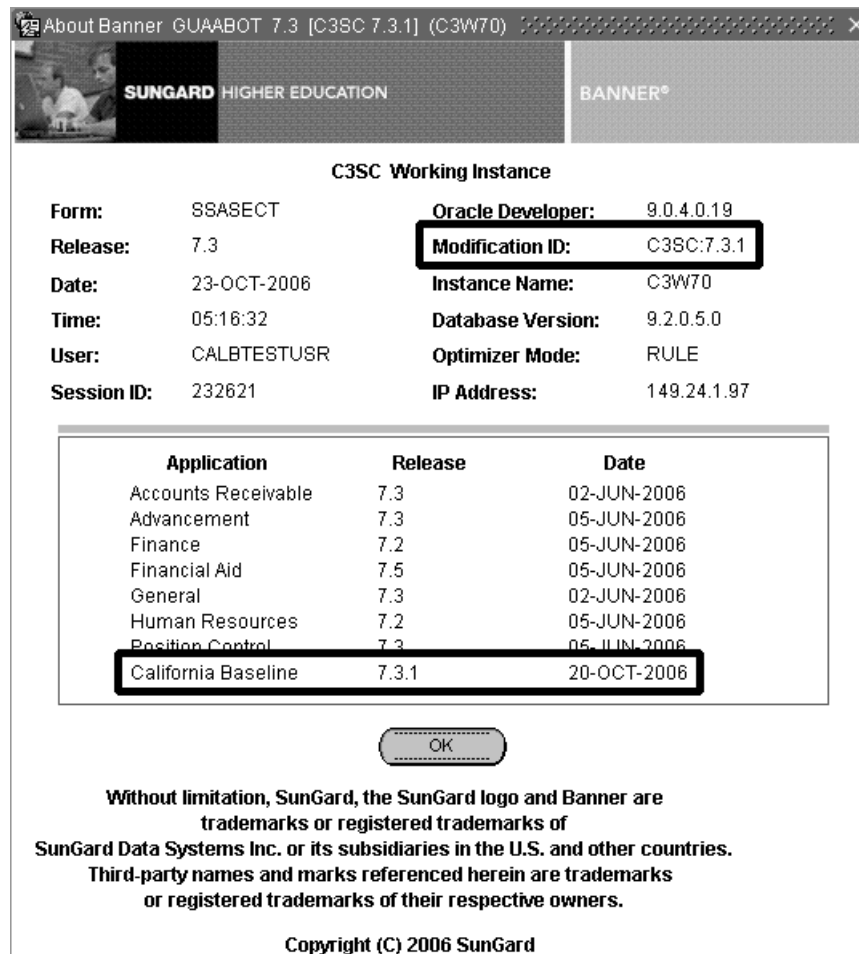 About Banner GUAABOT 7.3 [C3SC 7.3.1] (C3W70)
SUNGARD HIGHER EDUCATION BANNER®
C3SC Working Instance
Form: SSASECT Oracle Developer: 9.0.4.0.19
Release: 7.3 Modification ID: C3SC:7.3.1
Date: 23-OCT-2006 Instance Name: C3W70
Time: 05:16:32 Database Version: 9.2.0.5.0
User: CALBTESTUSR Optimizer Mode: RULE
Session ID: 232621 IP Address: 149.24.1.97
Application Release Date
Accounts Receivable 7.3 02-JUN-2006
Advancement 7.3 05-JUN-2006
Finance 7.2 05-JUN-2006
Financial Aid 7.5 05-JUN-2006
General 7.3 02-JUN-2006
Human Resources 7.2 05-JUN-2006
Position Control 7.3 05-JUN-2006
California Baseline 7.3.1 20-OCT-2006
OK
Without limitation, SunGard, the SunGard logo and Banner are
trademarks or registered trademarks of
SunGard Data Systems Inc. or its subsidiaries in the U.S. and other countries.
Third-party names and marks referenced herein are trademarks
or registered trademarks of their respective owners.
Copyright (C) 2006 SunGard